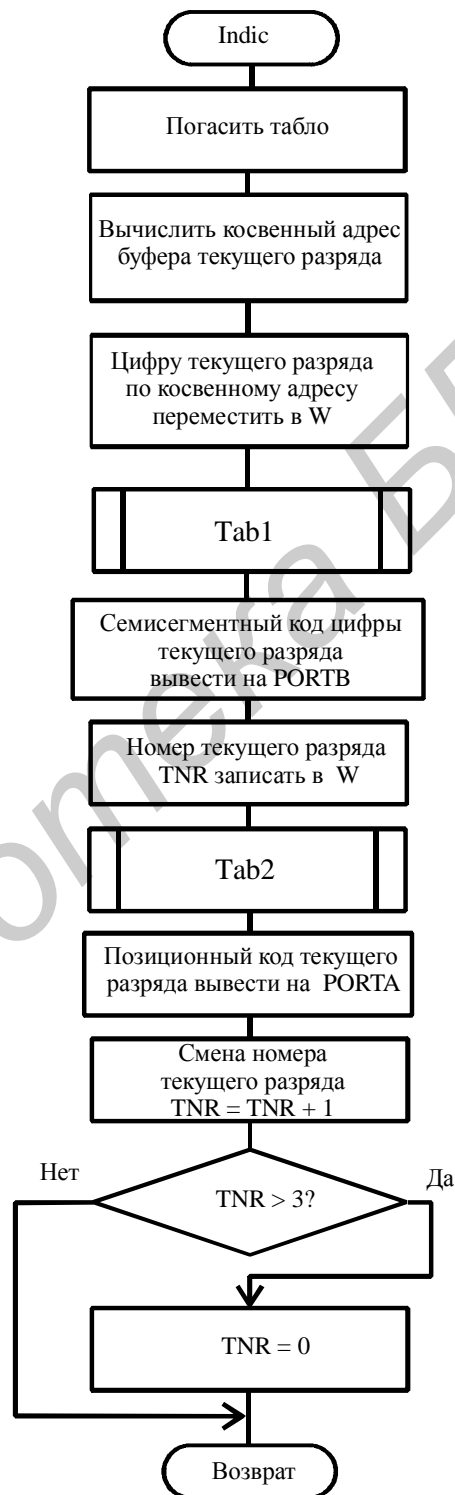 Indic
Погасить табло
Вычислить косвенный адрес
буфера текущего разряда
Цифру текущего разряда
по косвенному адресу
переместить в W
Tab1
Семисегментный код цифры
текущего разряда
вывести на PORTB
Номер текущего разряда
TNR записать в W
Tab2
Позиционный код текущего
разряда вывести на PORTA
Смена номера
текущего разряда
TNR = TNR + 1
Нет
TNR > 3?
Да
TNR = 0
Возврат